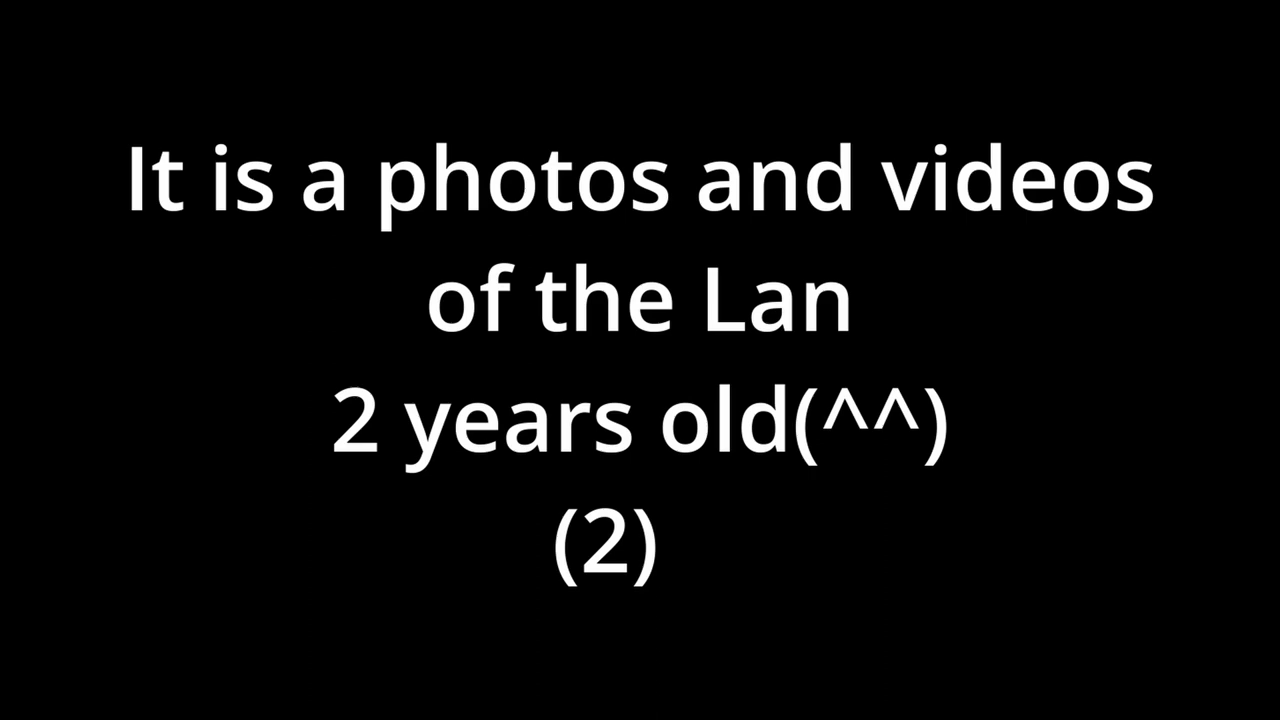 It is a photos and videos
of the Lan
2 years old(^^)
(2)